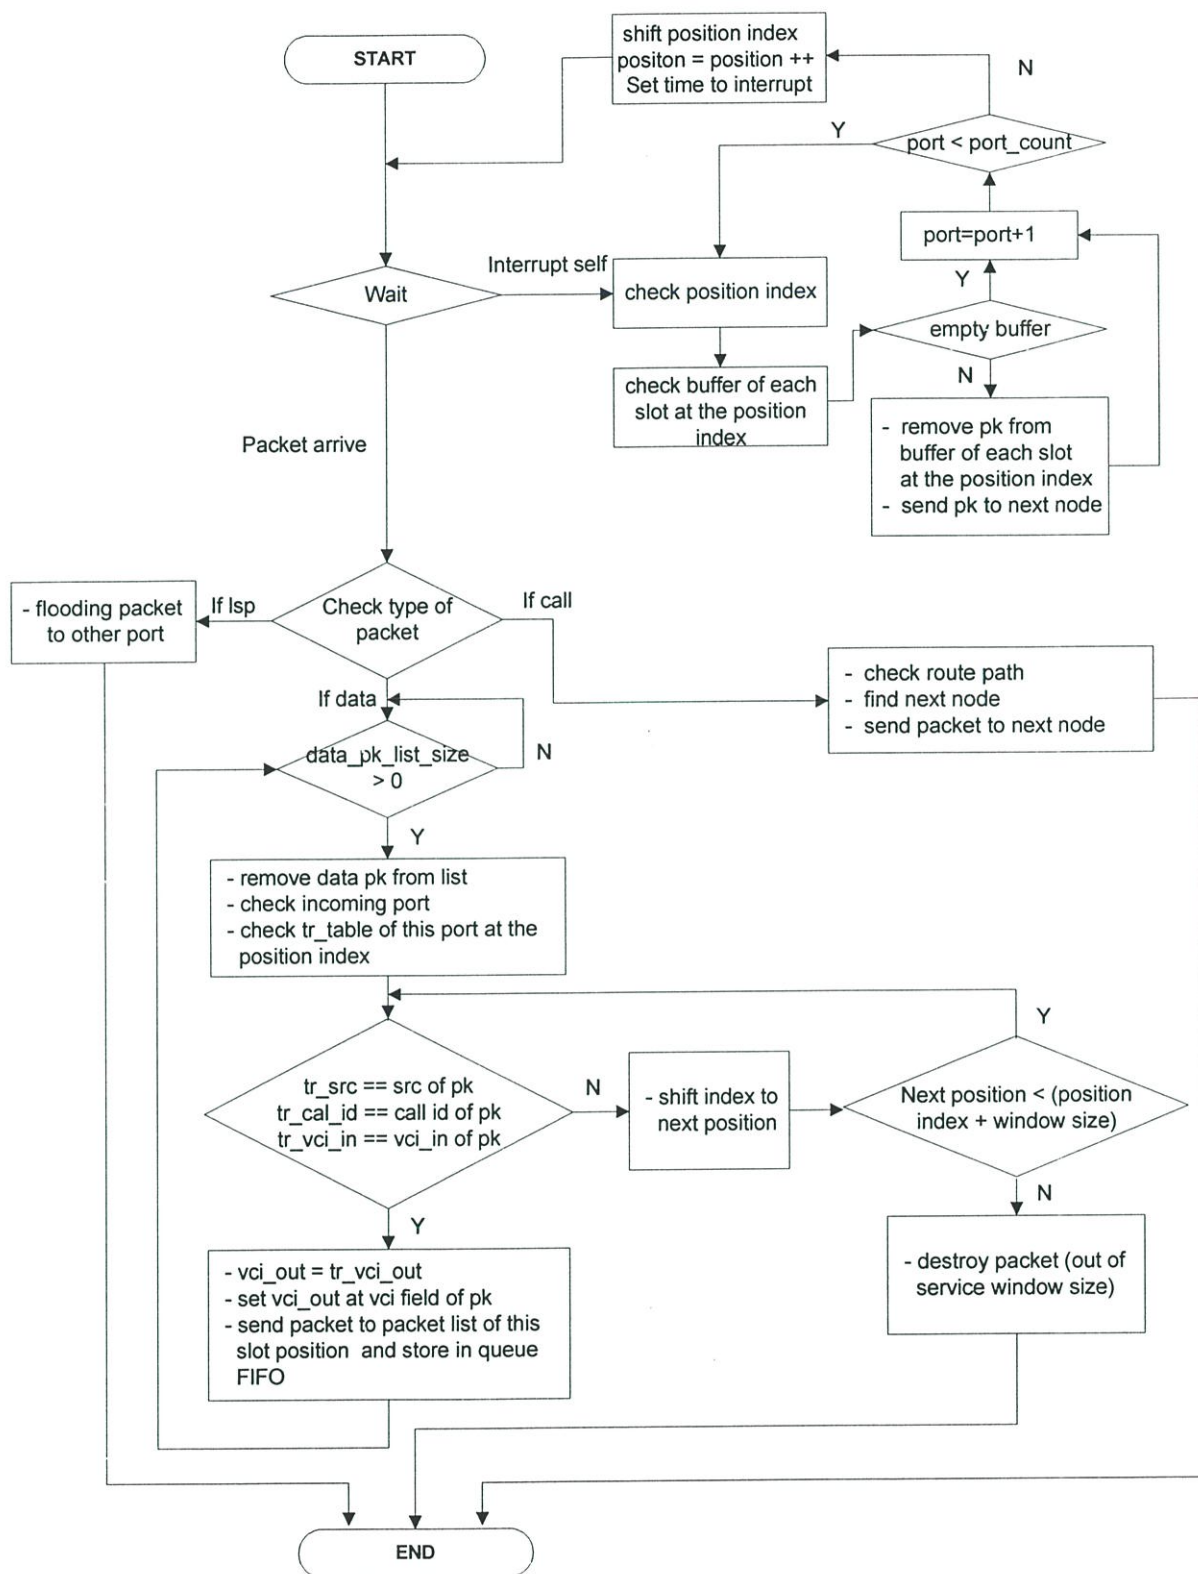 START
shift position index
positon = position ++
Set time to interrupt
N
Y
port < port_count
port=port+1
Interrupt self
Wait
check position index
Y
empty buffer
N
check buffer of each
slot at the position
index
- remove pk from
buffer of each slot
at the position index
- send pk to next node
Packet arrive
- flooding packet
to other port
If lsp
Check type of
packet
If call
- check route path
- find next node
- send packet to next node
If data
data_pk_list_size
> 0
N
Y
- remove data pk from list
- check incoming port
- check tr_table of this port at the
position index
Y
tr_src == src of pk
tr_cal_id == call id of pk
tr_vci_in == vci_in of pk
N
- shift index to
next position
Next position < (position
index + window size)
N
Y
- vci_out = tr_vci_out
- set vci_out at vci field of pk
- send packet to packet list of this
slot position and store in queue
FIFO
- destroy packet (out of
service window size)
END